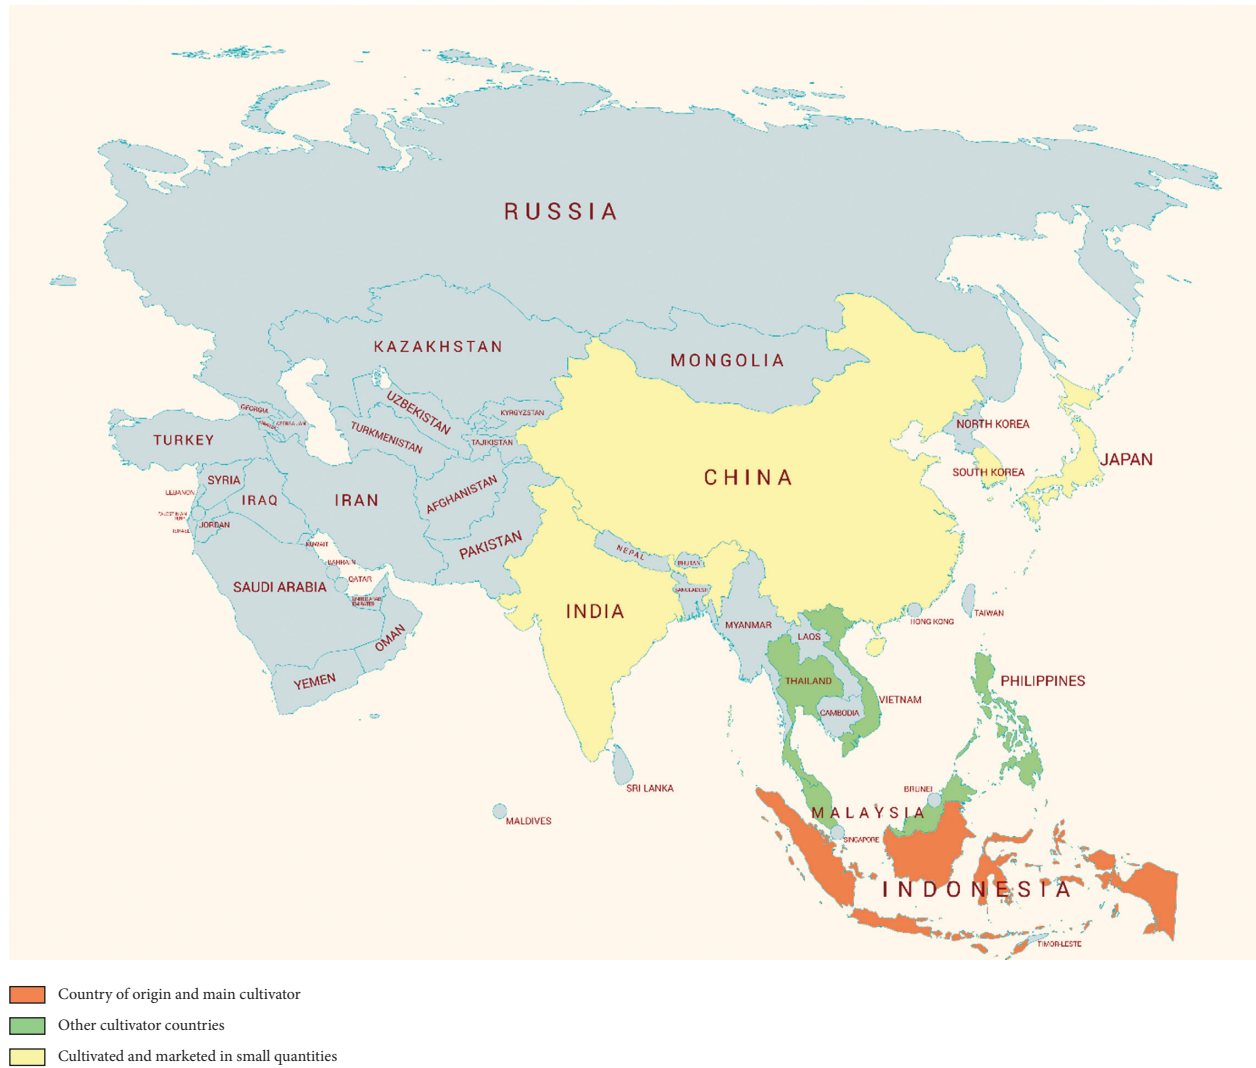 RUSSIA
KAZAKHSTAN
MONGOLIA
UZBEKISTAN
KYRGYZSTAN
GEORGIA
AZERBAIJAN
TURKMENISTAN
TAJIKISTAN
TURKEY
NORTH KOREA
SOUTH KOREA
JAPAN
CHINA
SYRIA
LEBANON
IRAQ
IRAN
AFGHANISTAN
JORDAN
PAKISTAN
KUWAIT
NEPAL
BHUTAN
BAHRAIN
QATAR
SAUDI ARABIA
BANGLADESH
INDIA
OMAN
YEMEN
MYANMAR
LAOS
HONG KONG
TAIWAN
THAILAND
VIETNAM
CAMBODIA
PHILIPPINES
SRI LANKA
MALDIVES
BRUNEI
MALAYSIA
SINGAPORE
INDONESIA
TIMOR-LESTE
Country of origin and main cultivator
Other cultivator countries
Cultivated and marketed in small quantities